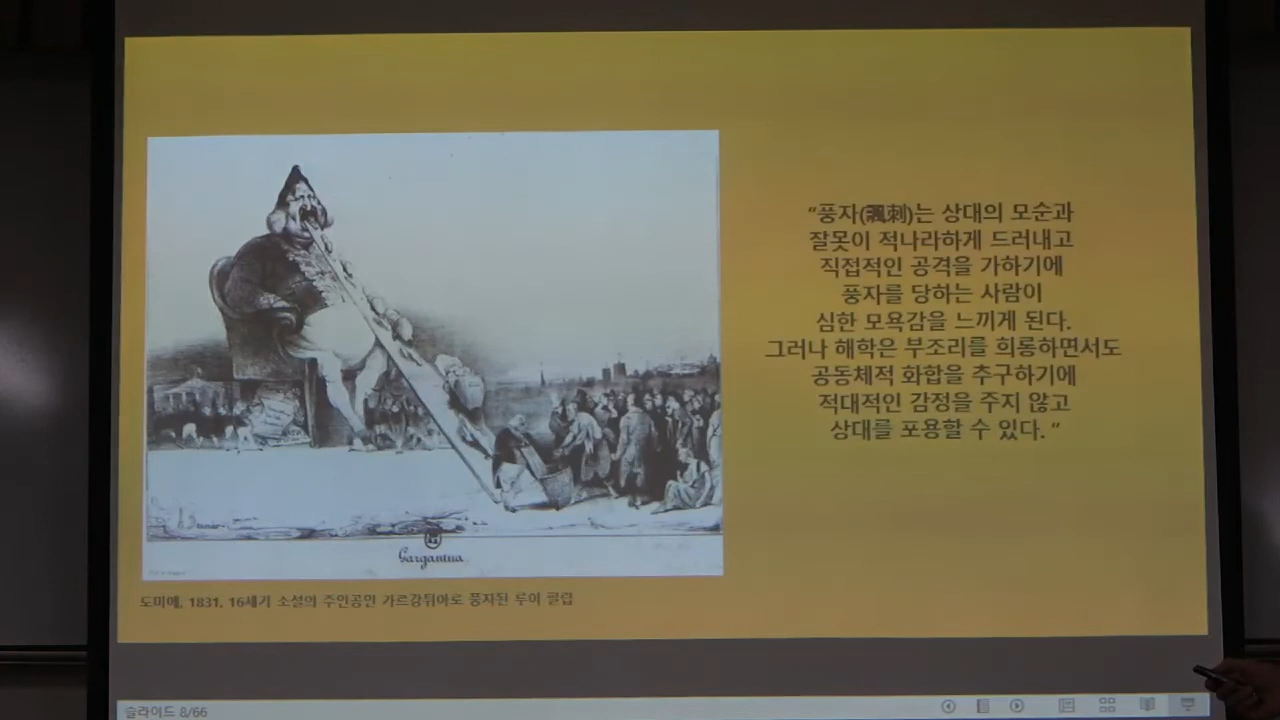 "풍자(諷刺)는 상대의 모순과
잘못이 적나라하게 드러내고
직접적인 공격을 가하기에
풍자를 당하는 사람이
심한 모욕감을 느끼게 된다.
그러나 해학은 부조리를 희롱하면서도
공동체적 화합을 추구하기에
적대적인 감정을 주지 않고
상대를 포용할 수 있다. "
Gargantua
도미에, 1831, 16세기 소설의 주인공인 가르강튀아로 풍자된 루이 필립
슬라이드 8/66